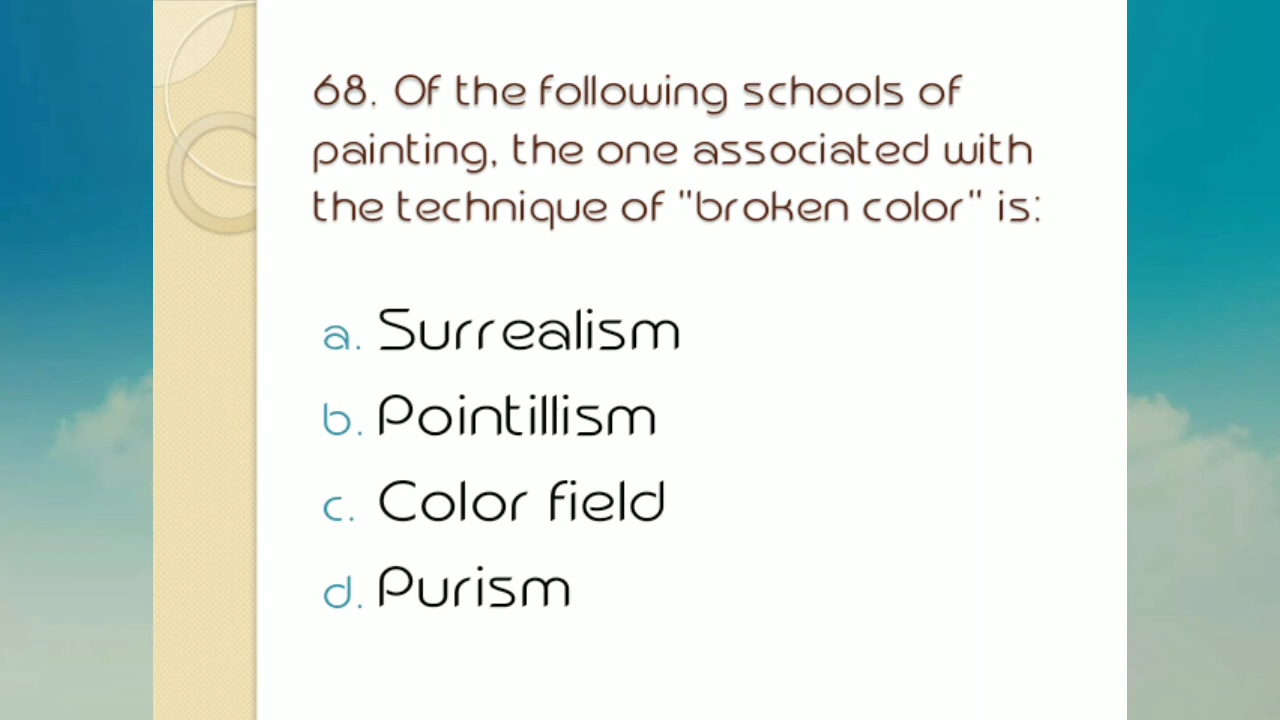 68. Of the following schools of
painting, the one associated with
the technique of "broken color" is:
a. Surrealism
b. Pointillism
c. Color field
d. Purism